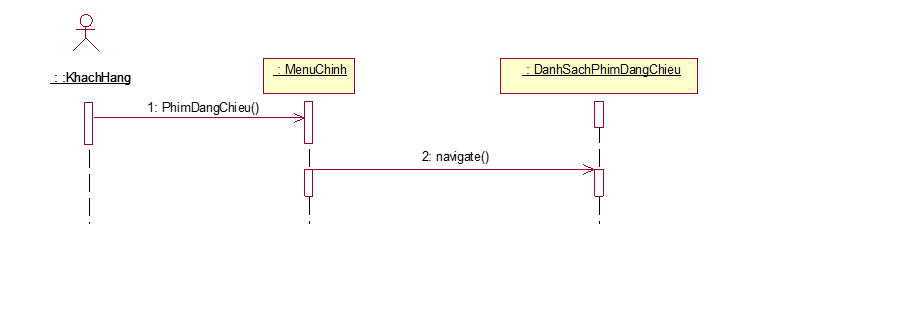 : MenuChinh
: DanhSachPhimDangChieu
: :KhachHang
1: PhimDangChieu()
2: navigate()